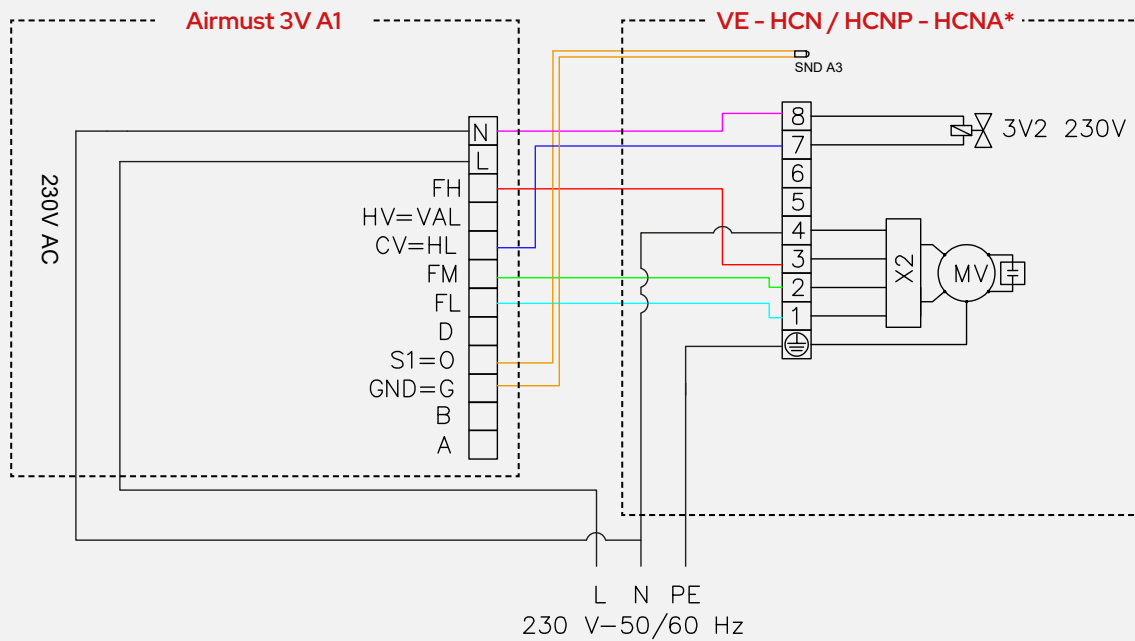 Airmust 3V A1
VE - HCN / HCNP - HCNA*
SND A3
N
L
FH
HV=VAL
CV=HL
FM
FL
D
S1=O
GND=G
B
A
230V AC
8
7
6
5
4
3
2
1
3V2 230V
X2
MV
L N PE
230 V-50/60 Hz